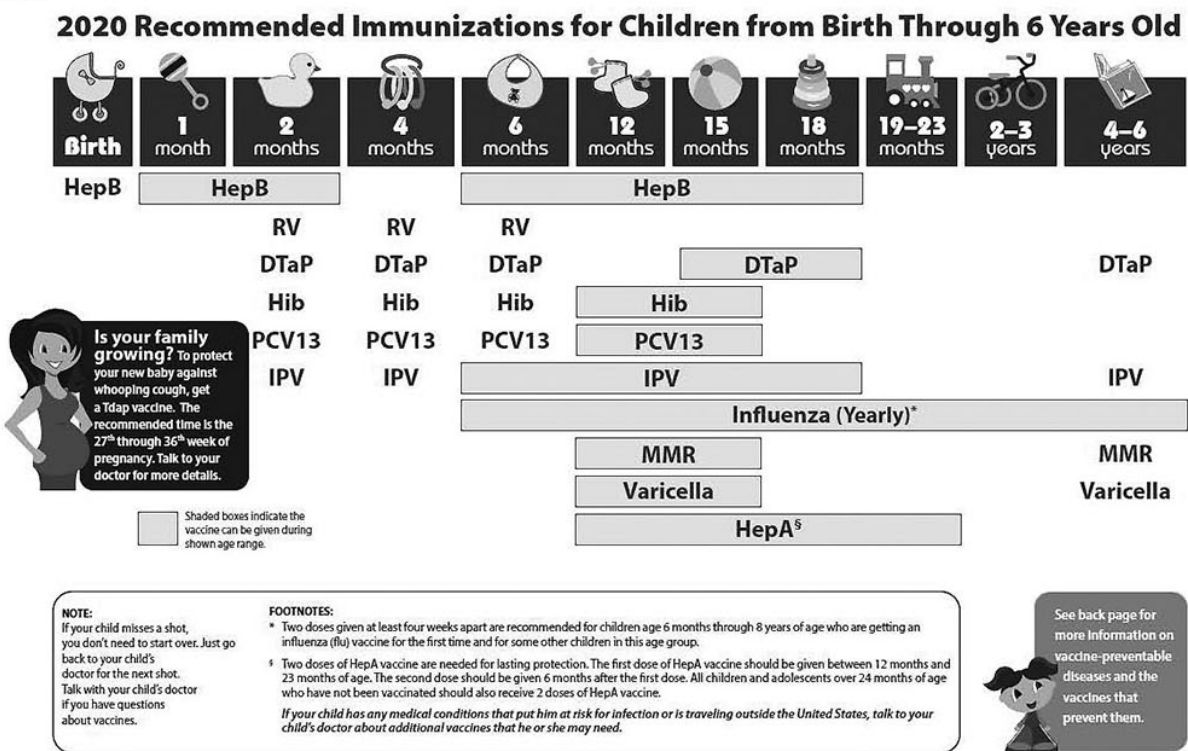 2020 Recommended Immunizations for Children from Birth Through 6 Years Old
Birth
1
month
2
months
4
months
6
months
12
months
15
months
18
months
19–23
months
2–3
years
4–6
years
HepB HepB HepB
RV RV RV
DTaP DTaP DTaP DTaP DTaP
Hib Hib Hib Hib
PCV13 PCV13 PCV13 PCV13
IPV IPV IPV IPV
Influenza (Yearly)*
MMR MMR
Varicella Varicella
HepA§
Is your family
growing? To protect
your new baby against
whooping cough, get
a Tdap vaccine. The
recommended time is the
27th through 36th week of
pregnancy. Talk to your
doctor for more details.
Shaded boxes indicate the
vaccine can be given during
shown age range.
NOTE:
If your child misses a shot,
you don't need to start over. Just go
back to your child's
doctor for the next shot.
Talk with your child's doctor
if you have questions
about vaccines.
FOOTNOTES:
* Two doses given at least four weeks apart are recommended for children age 6 months through 8 years of age who are getting an
influenza (flu) vaccine for the first time and for some other children in this age group.
§ Two doses of HepA vaccine are needed for lasting protection. The first dose of HepA vaccine should be given between 12 months and
23 months of age. The second dose should be given 6 months after the first dose. All children and adolescents over 24 months of age
who have not been vaccinated should also receive 2 doses of HepA vaccine.
If your child has any medical conditions that put him at risk for infection or is traveling outside the United States, talk to your
child's doctor about additional vaccines that he or she may need.
See back page for
more information on
vaccine-preventable
diseases and the
vaccines that
prevent them.